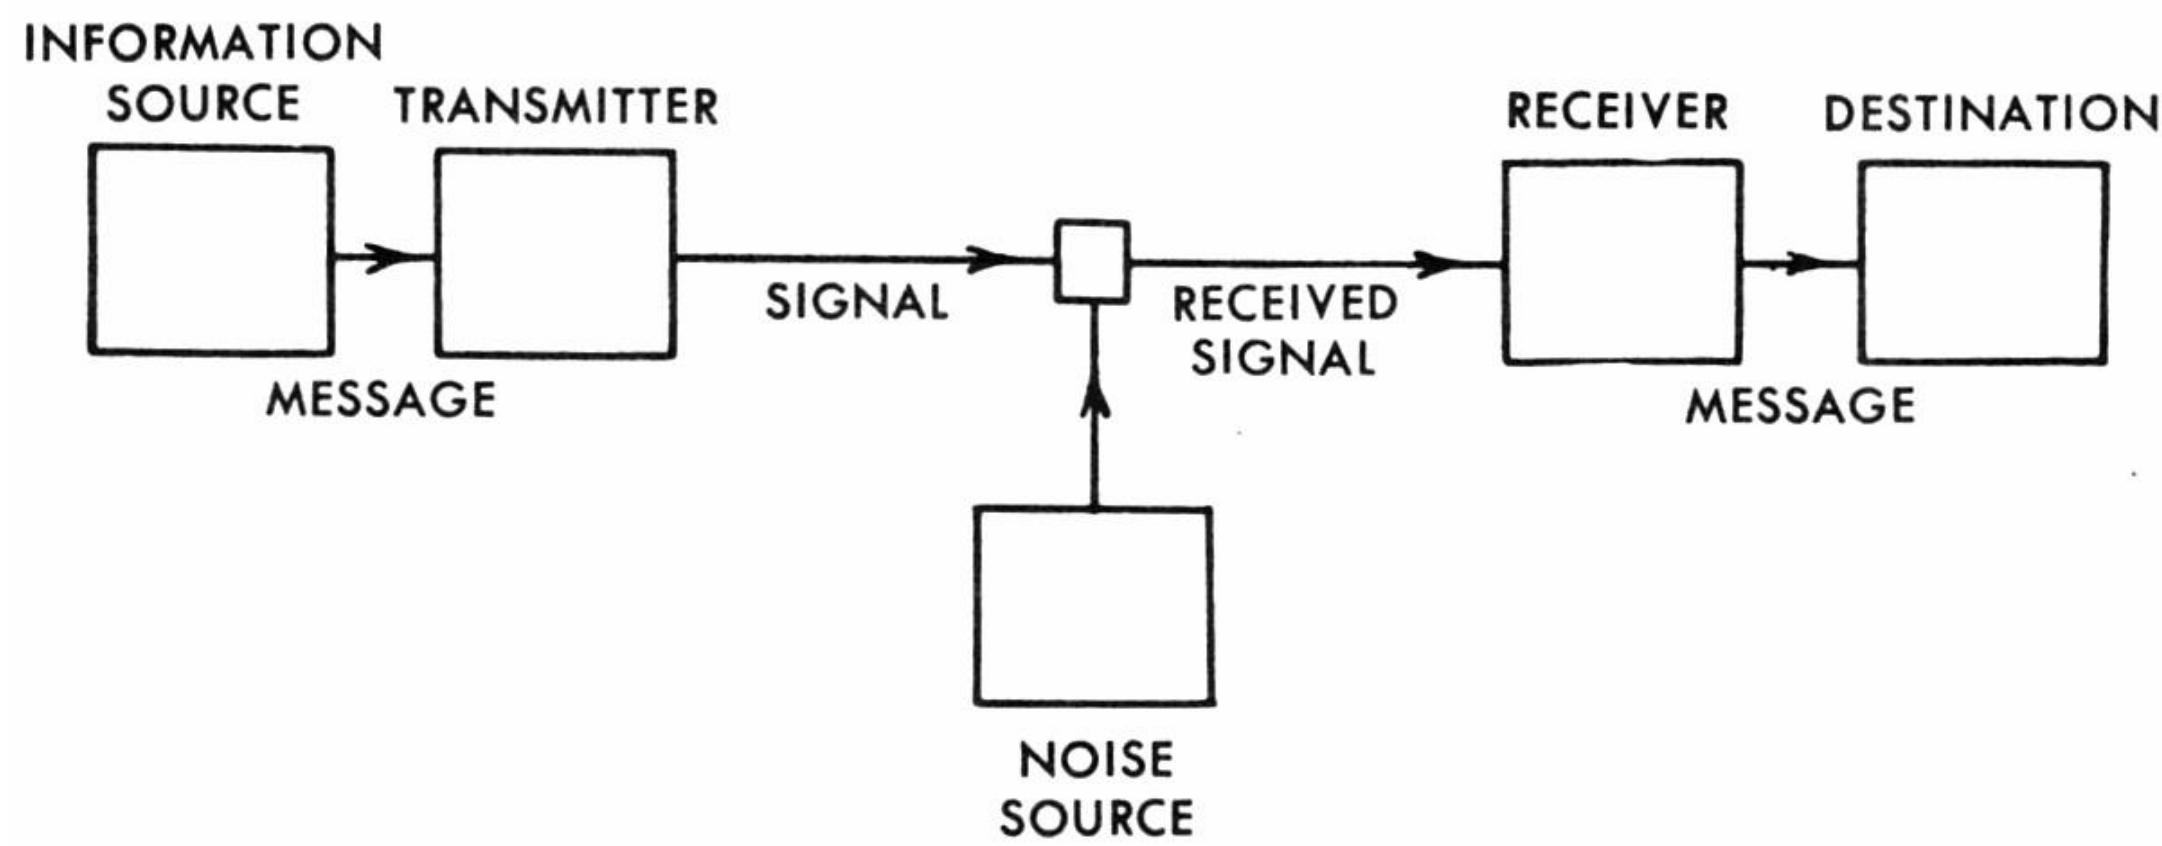 INFORMATION
SOURCE
TRANSMITTER
RECEIVER
DESTINATION
SIGNAL
RECEIVED
SIGNAL
MESSAGE
MESSAGE
NOISE
SOURCE